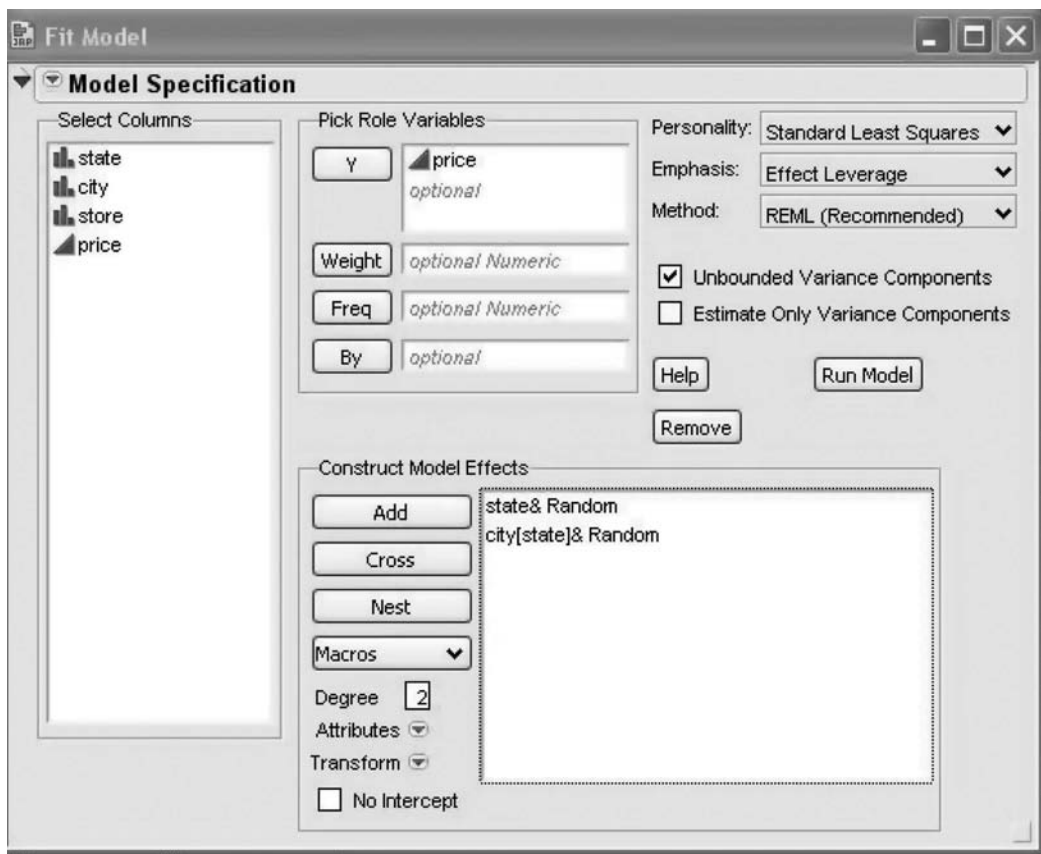 Fit Model
Model Specification
Select Columns
state
city
store
price
Pick Role Variables
Y
price
optional
Weight
optional Numeric
Freq
optional Numeric
By
optional
Personality:
Standard Least Squares
Emphasis:
Effect Leverage
Method:
REML (Recommended)
Unbounded Variance Components
Estimate Only Variance Components
Help
Run Model
Remove
Construct Model Effects
Add
Cross
Nest
Macros
Degree 2
Attributes
Transform
No Intercept
state& Random
city[state]& Random